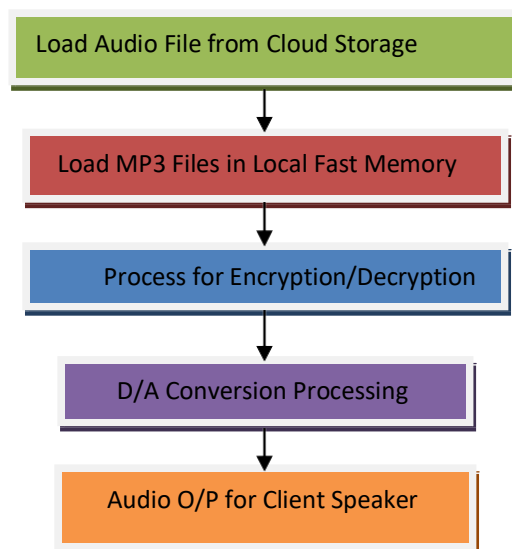 Load Audio File from Cloud Storage
Load MP3 Files in Local Fast Memory
Process for Encryption/Decryption
D/A Conversion Processing
Audio O/P for Client Speaker